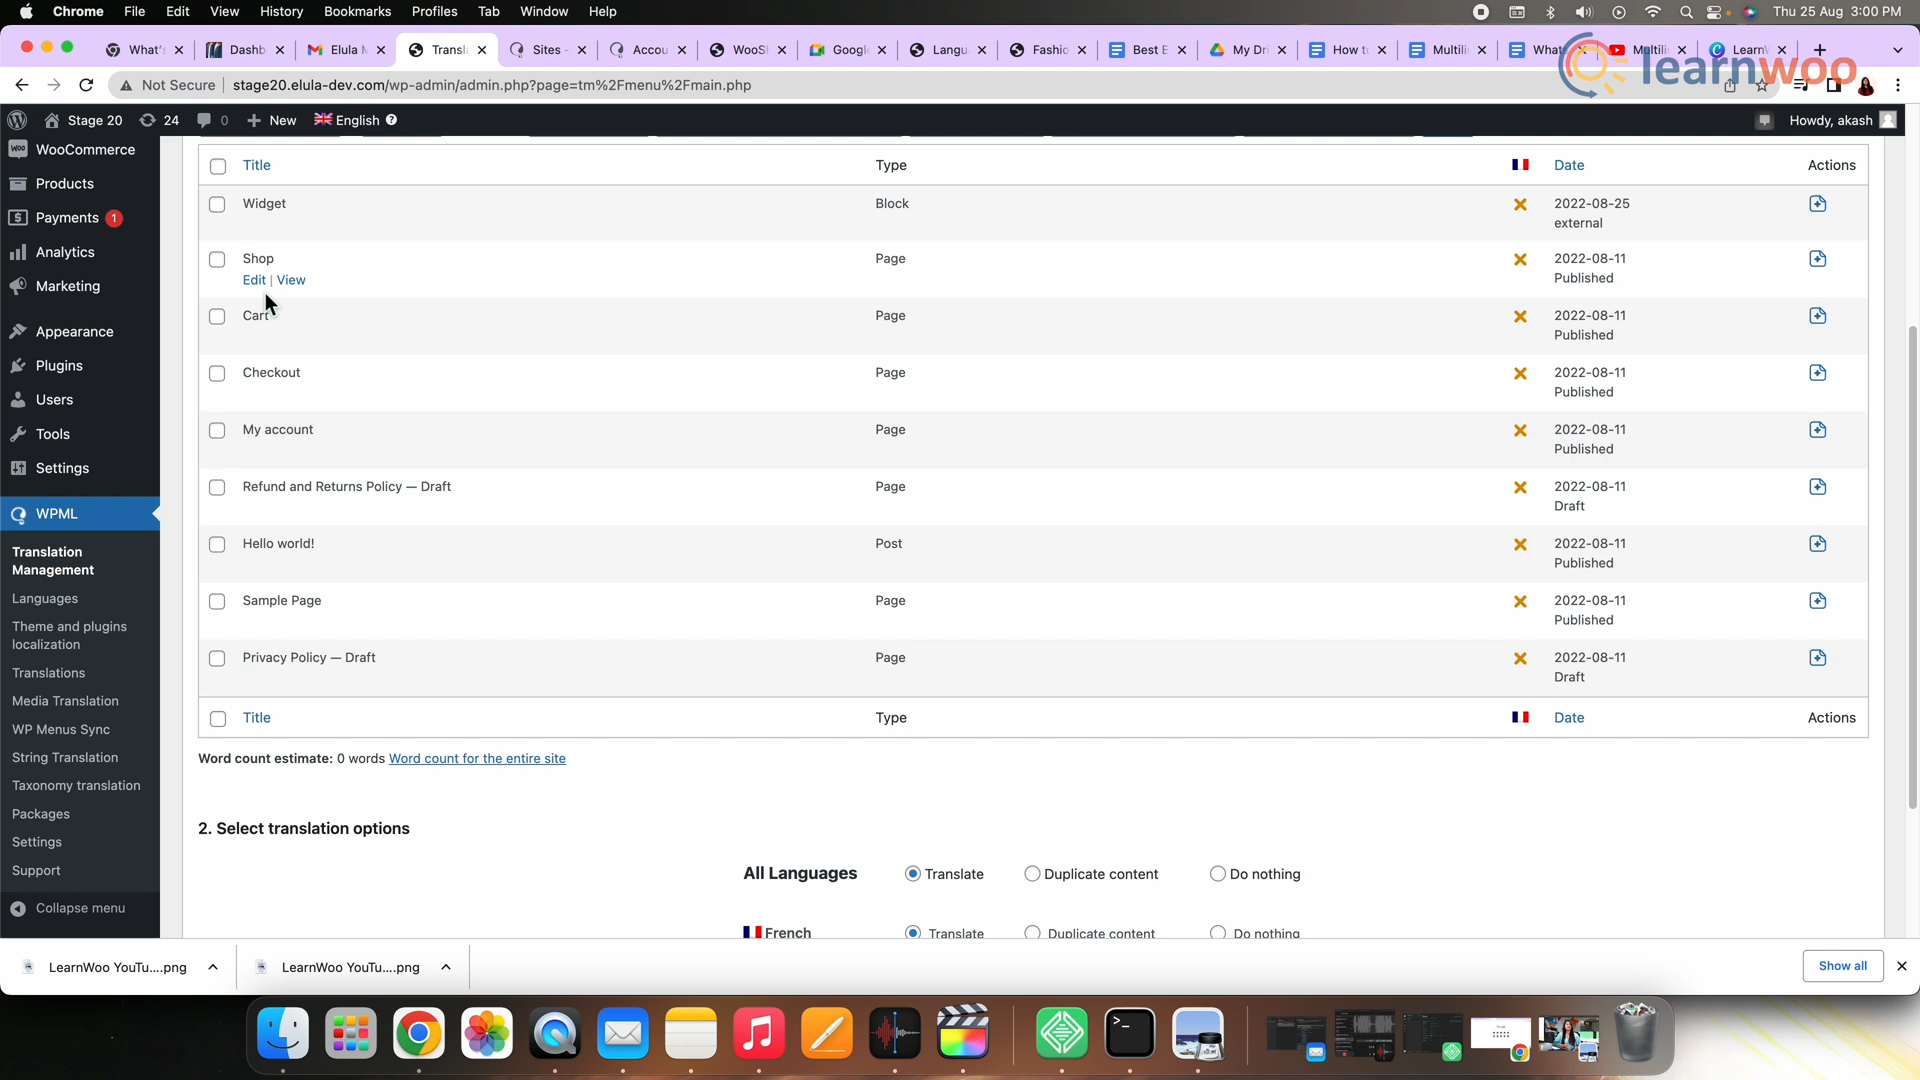 Chrome File Edit View History Bookmarks Profiles Tab Window Help Thu 25 Aug 3:00 PM
What's Dashb Elula Transla Sites - Accou WooSl Google Langu Fashio Best E My Dri How to Multilin What Multilin LearnW
Not Secure stage20.elula-dev.com/wp-admin/admin.php?page=tm%2Fmenu%2Fmain.php
learnwoo
Stage 20 24 0 New English Howdy, akash
WooCommerce
Products
Payments 1
Analytics
Marketing
Appearance
Plugins
Users
Tools
Settings
WPML
Translation
Management
Languages
Theme and plugins
localization
Translations
Media Translation
WP Menus Sync
String Translation
Taxonomy translation
Packages
Settings
Support
Collapse menu
Title Type Date Actions
Widget Block 2022-08-25
external
Shop Page 2022-08-11
Edit | View Published
Cart Page 2022-08-11
Published
Checkout Page 2022-08-11
Published
My account Page 2022-08-11
Published
Refund and Returns Policy — Draft Page 2022-08-11
Draft
Hello world! Post 2022-08-11
Published
Sample Page Page 2022-08-11
Published
Privacy Policy — Draft Page 2022-08-11
Draft
Title Type Date Actions
Word count estimate: 0 words Word count for the entire site
2. Select translation options
All Languages Translate Duplicate content Do nothing
French Translate Duplicate content Do nothing
LearnWoo YouTu....png LearnWoo YouTu....png Show all